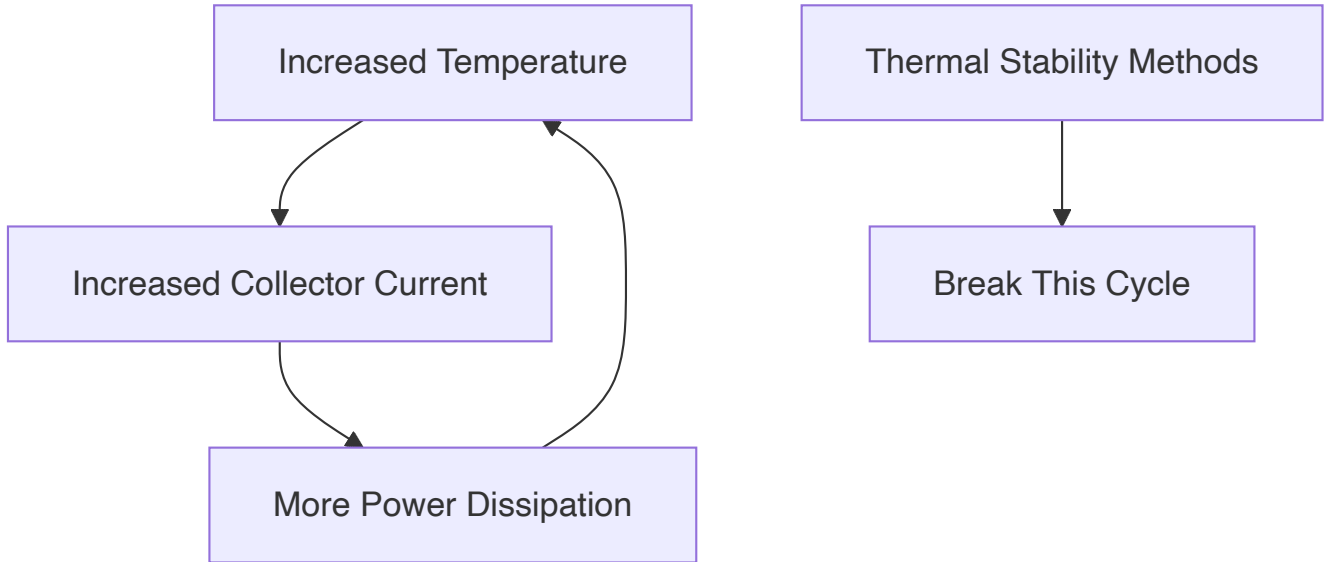 Increased Temperature
Thermal Stability Methods
Increased Collector Current
Break This Cycle
More Power Dissipation